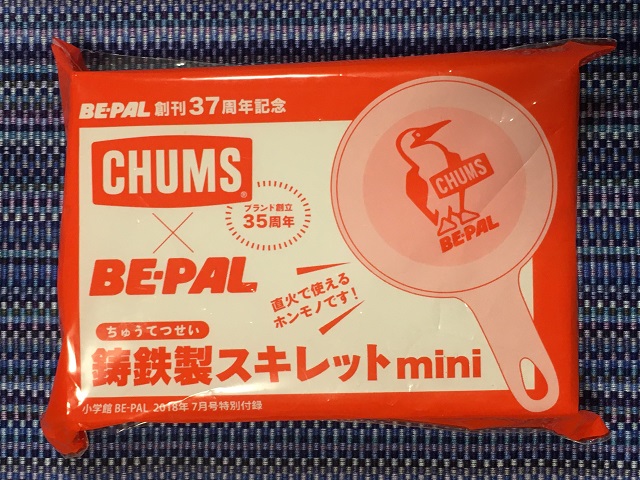 BE-PAL 創刊37周年記念
CHUMS®
ブランド創立
35周年
×
BE-PAL
直火で使える
ホンモノです!
ちゅうてつせい
鋳鉄製スキレットmini
小学館 BE-PAL 2018年7月号特別付録
CHUMS
BE-PAL